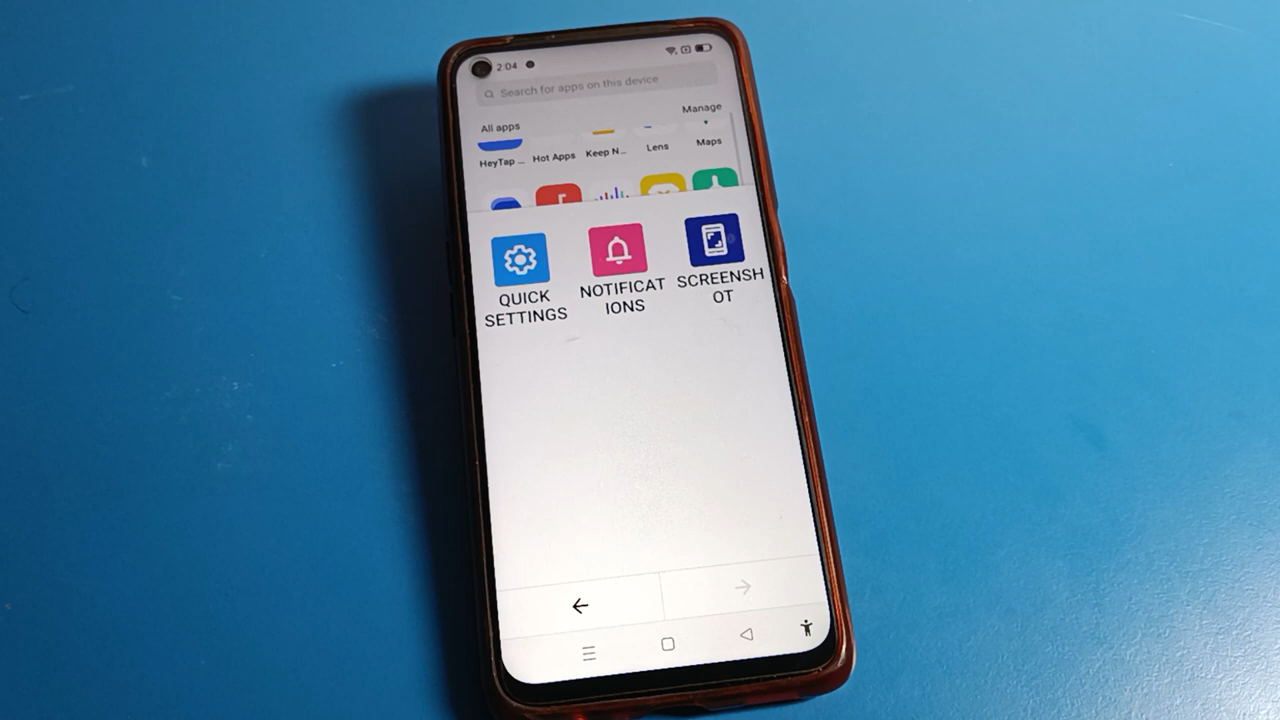 2:04
Search for apps on this device
Manage
All apps
HeyTap ...
Hot Apps
Keep N...
Lens
Maps
QUICK
SETTINGS
NOTIFICAT
IONS
SCREENSH
OT